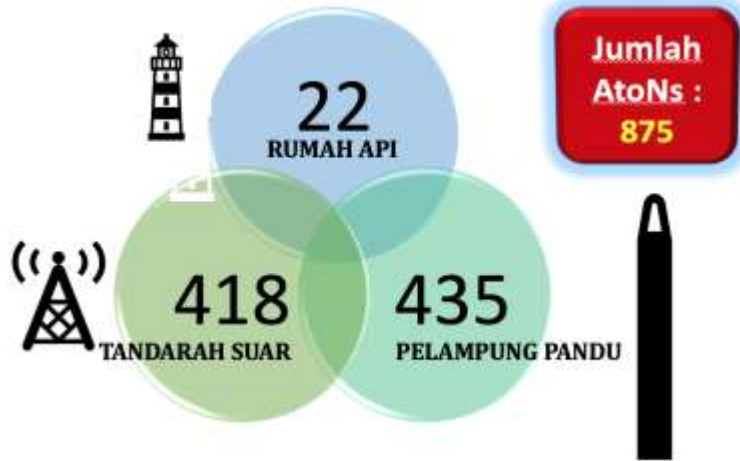 22
RUMAH API
Jumlah
AtoNs :
875
418
TANDARAH SUAR
435
PELAMPUNG PANDU